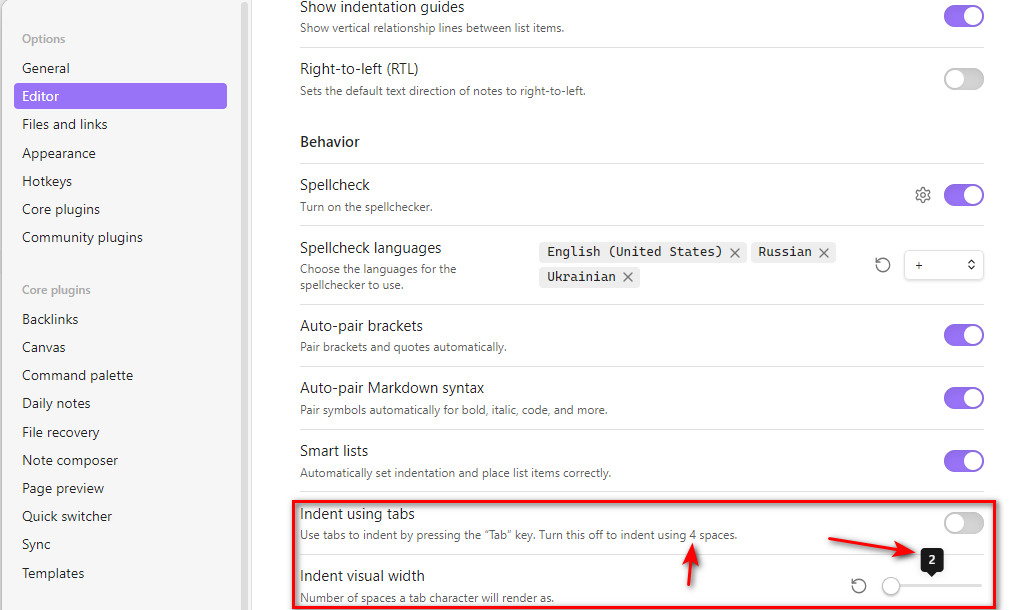 Options
General
Editor
Files and links
Appearance
Hotkeys
Core plugins
Community plugins
Core plugins
Backlinks
Canvas
Command palette
Daily notes
File recovery
Note composer
Page preview
Quick switcher
Sync
Templates
Show indentation guides
Show vertical relationship lines between list items.
Right-to-left (RTL)
Sets the default text direction of notes to right-to-left.
Behavior
Spellcheck
Turn on the spellchecker.
Spellcheck languages
Choose the languages for the
spellchecker to use.
English (United States) × Russian ×
Ukrainian ×
+
Auto-pair brackets
Pair brackets and quotes automatically.
Auto-pair Markdown syntax
Pair symbols automatically for bold, italic, code, and more.
Smart lists
Automatically set indentation and place list items correctly.
Indent using tabs
Use tabs to indent by pressing the “Tab” key. Turn this off to indent using 4 spaces.
2
Indent visual width
Number of spaces a tab character will render as.